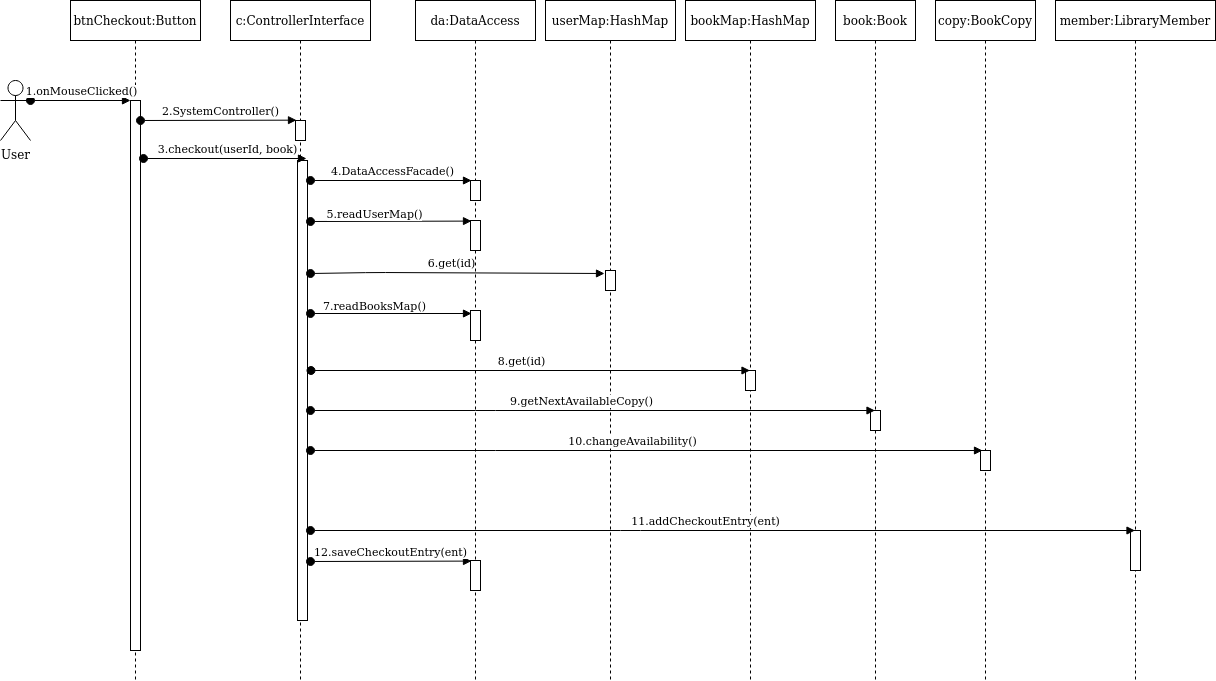 btnCheckout:Button
c:ControllerInterface
da:DataAccess
userMap:HashMap
bookMap:HashMap
book:Book
copy:BookCopy
member:LibraryMember
1.onMouseClicked()
2.SystemController()
3.checkout(userId, book)
User
4.DataAccessFacade()
5.readUserMap()
6.get(id)
7.readBooksMap()
8.get(id)
9.getNextAvailableCopy()
10.changeAvailability()
11.addCheckoutEntry(ent)
12.saveCheckoutEntry(ent)